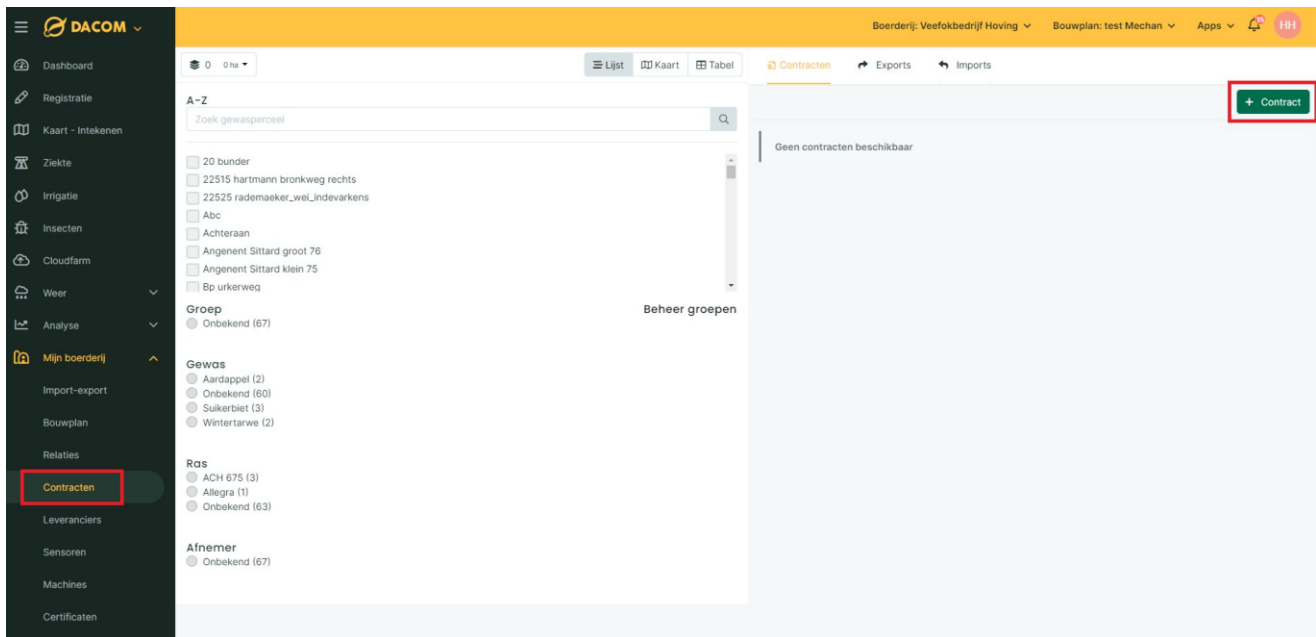 DACOM
Boerderij: Veefokbedrijf Hoving
Bouwplan: test Mechan
Apps
HH
Dashboard
Registratie
Kaart - Intekenen
Ziekte
Irrigatie
Insecten
Cloudfarm
Weer
Analyse
Mijn boerderij
Import-export
Bouwplan
Relaties
Contracten
Leveranciers
Sensoren
Machines
Certificaten
0 0 ha
Lijst Kaart Tabel
A-Z
Zoek gewasperceel
20 bunder
22515 hartmann bronkweg rechts
22525 rademaeker_wei_indevarkens
Abc
Achteraan
Angenent Sittard groot 76
Angenent Sittard klein 75
Bp urkerweg
Groep Beheer groepen
Onbekend (67)
Gewas
Aardappel (2)
Onbekend (60)
Suikerbiet (3)
Wintertarwe (2)
Ras
ACH 675 (3)
Allegra (1)
Onbekend (63)
Afnemer
Onbekend (67)
Contracten Exports Imports
+ Contract
Geen contracten beschikbaar